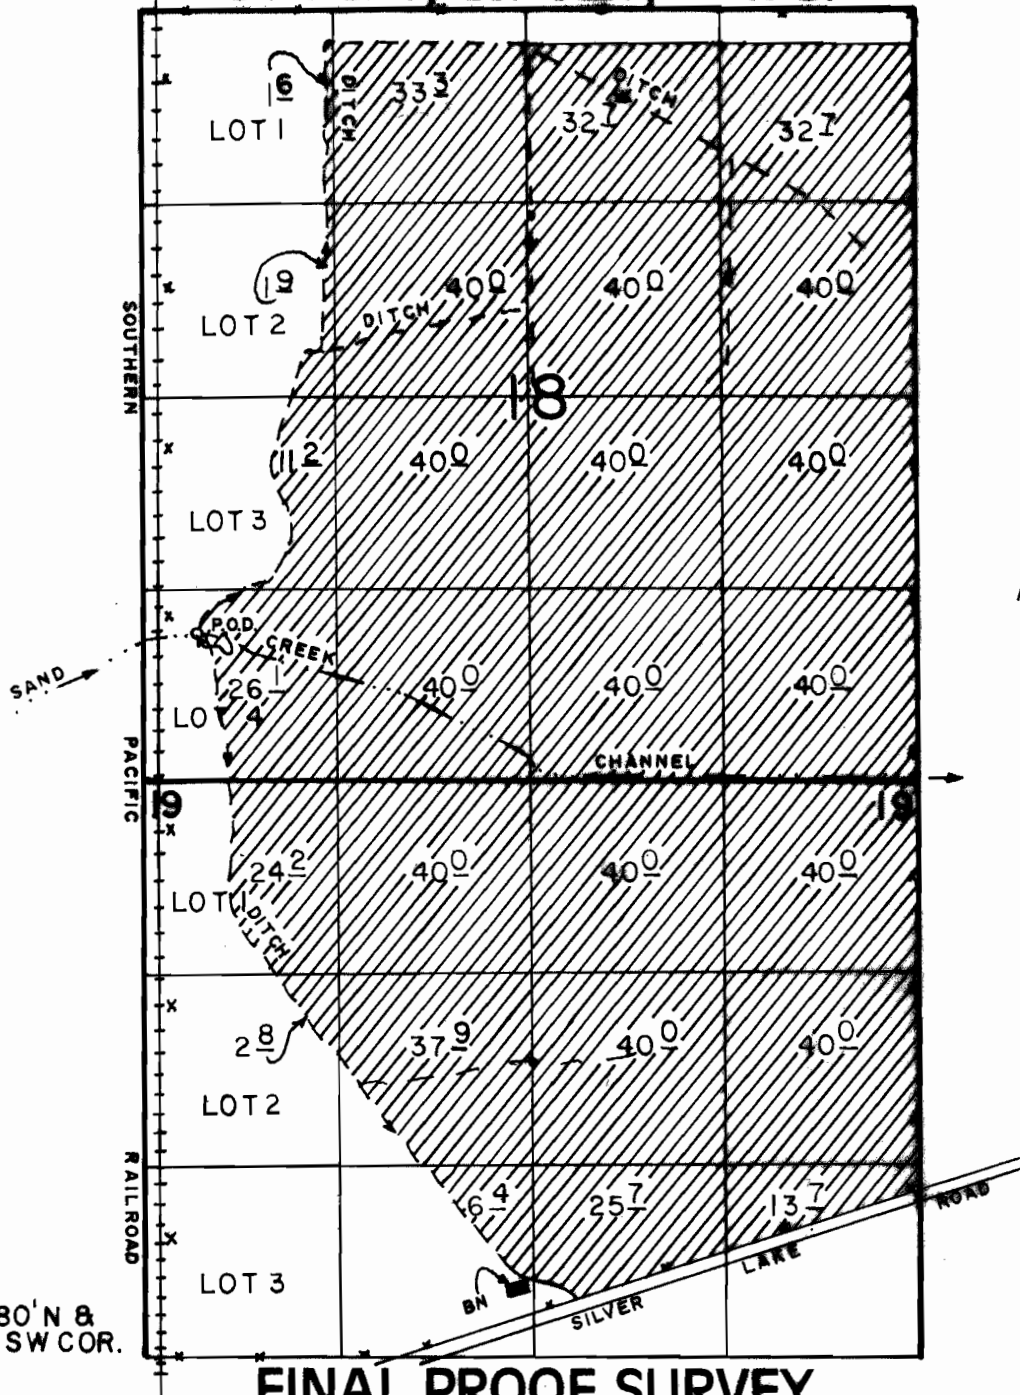 16
LOT 1
DITCH
33 3
DITCH
32 7
32 7
19
LOT 2
DITCH
40 0
40 0
40 0
SOUTHERN
18
11 2
40 0
40 0
40 0
LOT 3
P.O.D.
CREEK
SAND
26 1
LOT 4
40 0
40 0
40 0
PACIFIC
CHANNEL
19
19
24 2
40 0
40 0
40 0
LOT 1
DITCH
2 8
37 9
40 0
40 0
LOT 2
RAILROAD
6 4
25 7
13 7
ROAD
LAKE
SILVER
LOT 3
BN
80' N &
SW COR.
FINAL PROOF SURVEY